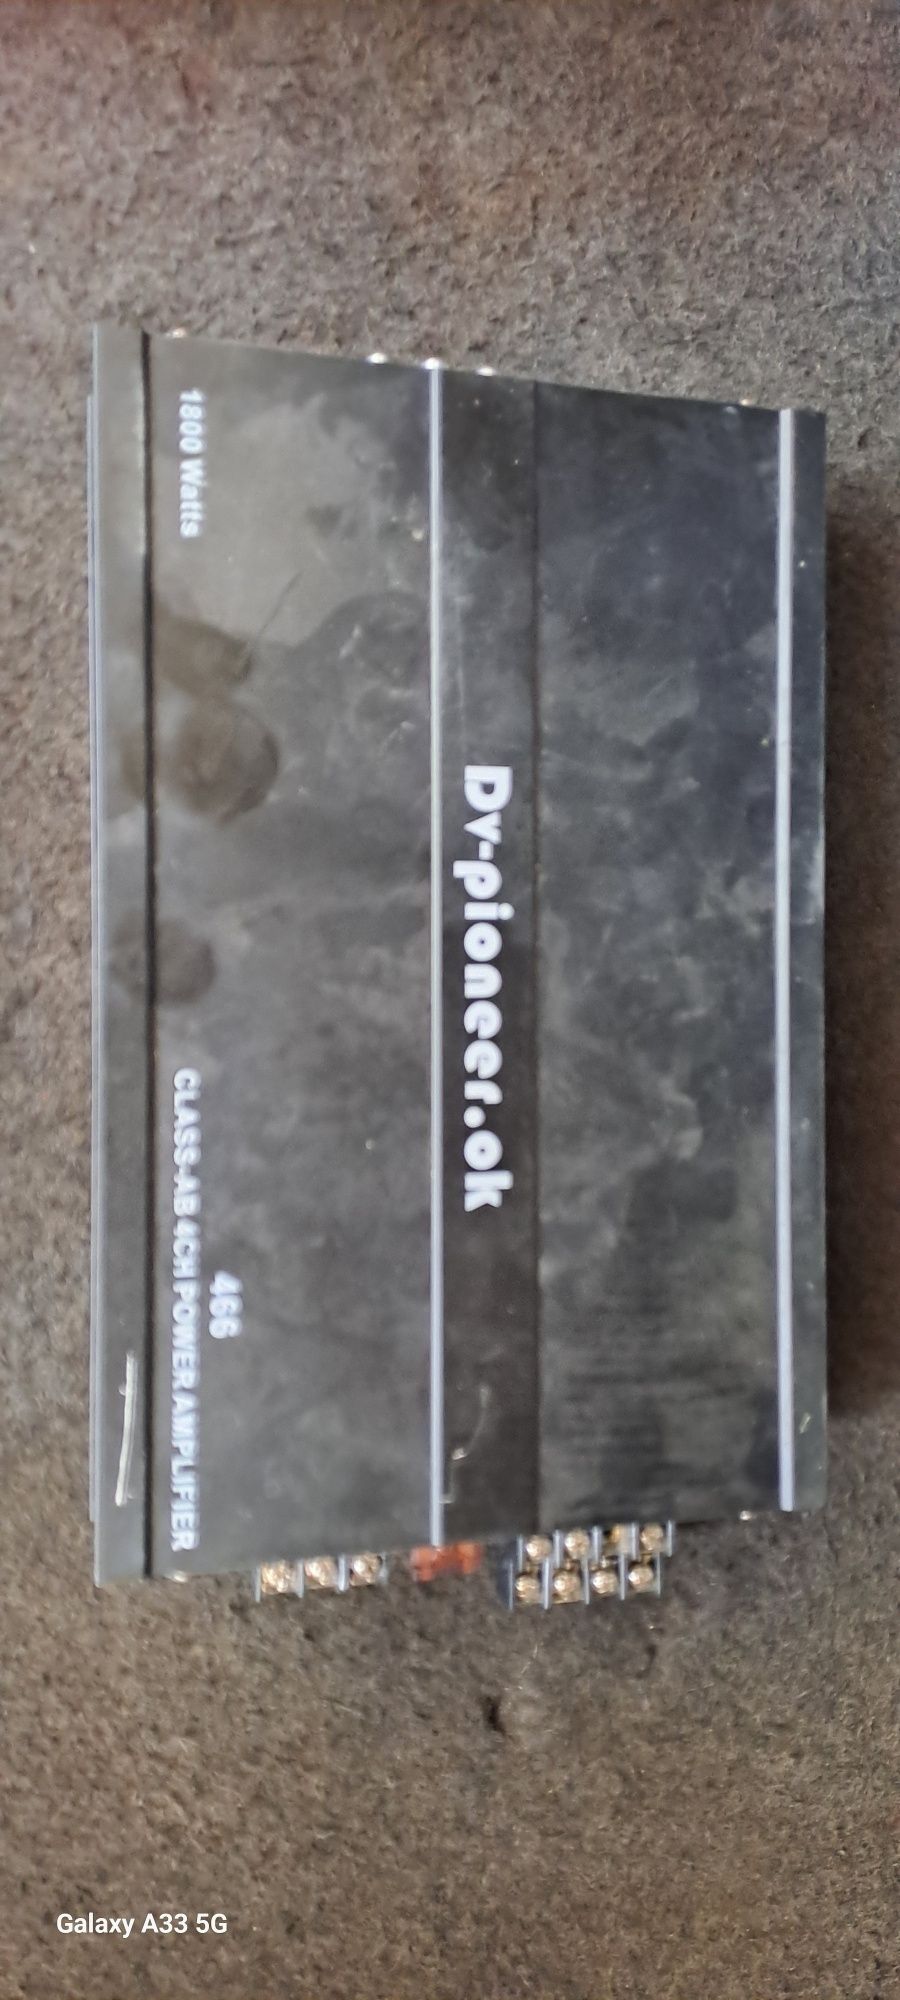 1800 Watts
Dv-pioneer.ok
466
CLASS-AB 4CH POWER AMPLIFIER
Galaxy A33 5G